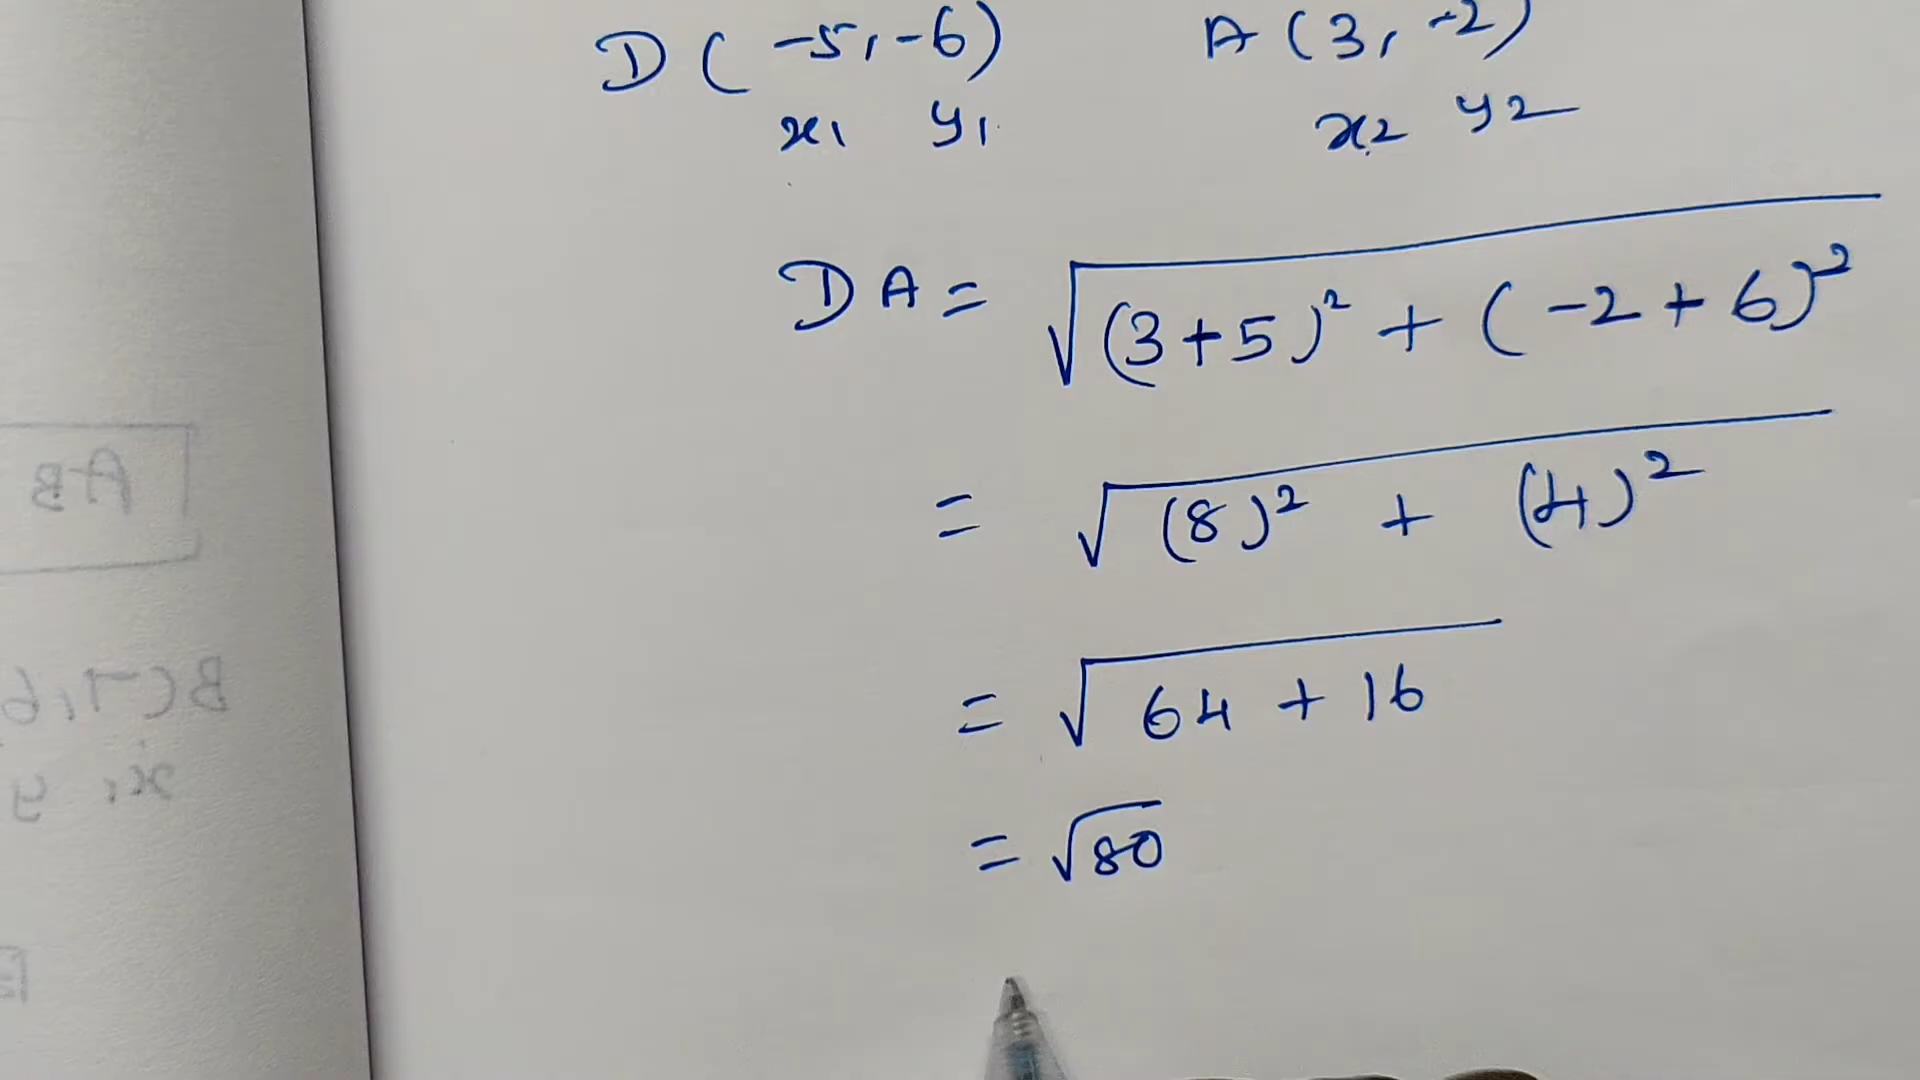 D(-5,-6) A(3,-2)
x1 y1 x2 y2
DA = √(3+5)² + (-2+6)²
= √(8)² + (4)²
= √64 + 16
= √80